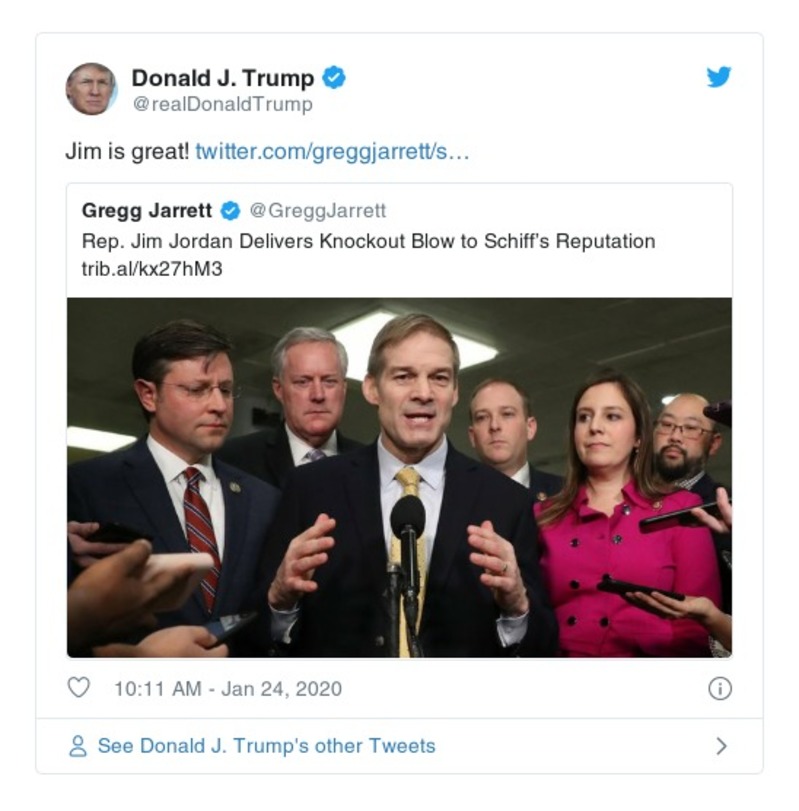 Donald J. Trump
@realDonaldTrump
Jim is great! twitter.com/greggjarrett/s…
Gregg Jarrett @GreggJarrett
Rep. Jim Jordan Delivers Knockout Blow to Schiff's Reputation
trib.al/kx27hM3
10:11 AM - Jan 24, 2020
See Donald J. Trump's other Tweets